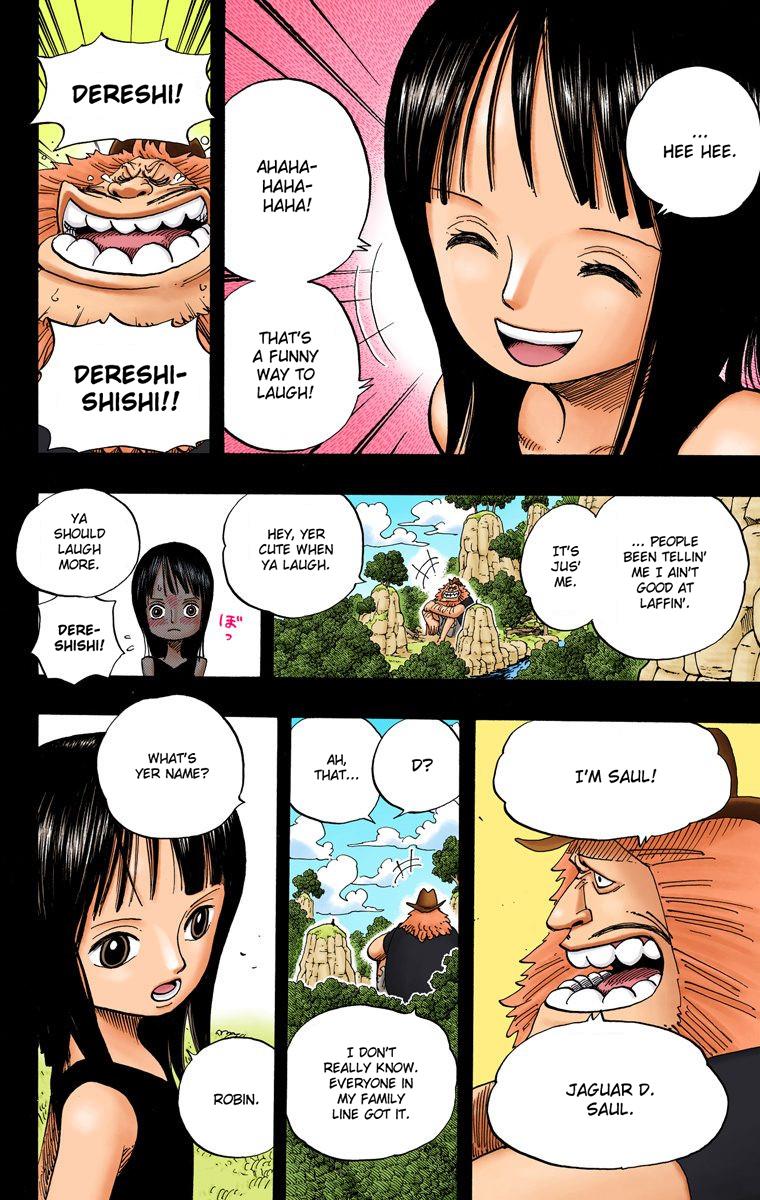 ...
HEE HEE.
AHAHA-
HAHA-
HAHA!
THAT'S
A FUNNY
WAY TO
LAUGH!
DERESHI!
DERESHI-
SHISHI!!
... PEOPLE
BEEN TELLIN'
ME I AIN'T
GOOD AT
LAFFIN'.
IT'S
JUS'
ME.
HEY, YER
CUTE WHEN
YA LAUGH.
ぼっ
YA
SHOULD
LAUGH
MORE.
DERE-
SHISHI!
I'M SAUL!
JAGUAR D.
SAUL.
D?
AH,
THAT...
I DON'T
REALLY KNOW.
EVERYONE IN
MY FAMILY
LINE GOT IT.
WHAT'S
YER NAME?
ROBIN.